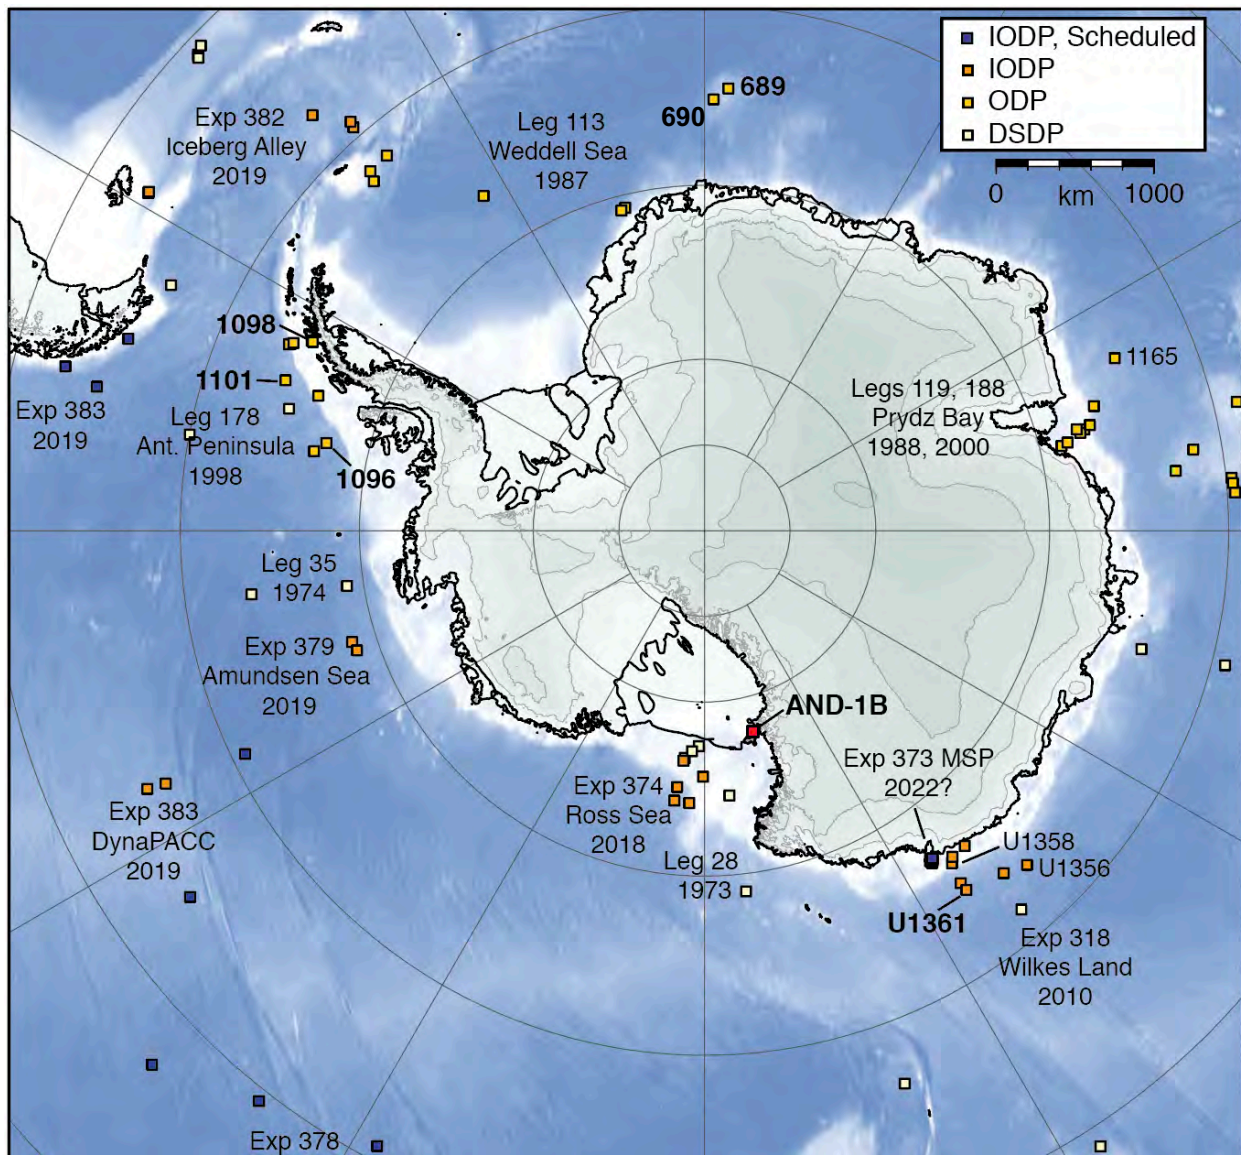 IODP, Scheduled
IODP
ODP
DSDP
0 km 1000
689
690
Exp 382
Iceberg Alley
2019
Leg 113
Weddell Sea
1987
1098
1101
Exp 383
2019
Leg 178
Ant. Peninsula
1998
1096
1165
Legs 119, 188
Prydz Bay
1988, 2000
Leg 35
1974
Exp 379
Amundsen Sea
2019
AND-1B
Exp 373 MSP
2022?
Exp 374
Ross Sea
2018
Exp 383
DynaPACC
2019
Leg 28
1973
U1358
U1356
U1361
Exp 318
Wilkes Land
2010
Exp 378